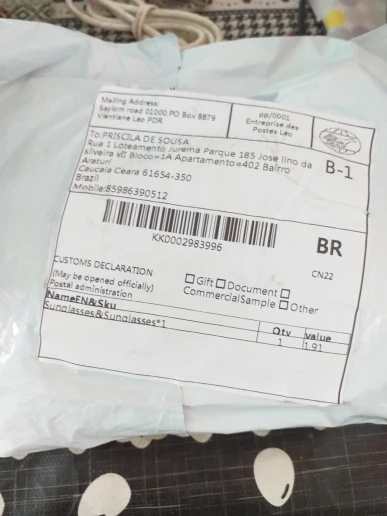 Mailing Address:
Saylom road 01000,PO Box 8879
Vientiane Lao PDR
pp/0001
Entreprise des
Postes Lao
To:PRISCILA DE SOUSA
Rua 1 Loteamento Jurema Parque 185 Jose lino da
silveira vII Bloco=1A Apartamento=402 Bairro
Araturi
Caucaia Ceara 61654-350
Brazil
Mobile:85986390512
B-1
KK0002983996
BR
CUSTOMS DECLARATION
CN22
(May be opened officially)
Postal administration
Gift Document
CommercialSample Other
NameEN&Sku
Qty value
Sunglasses&Sunglasses*1
1 1.91